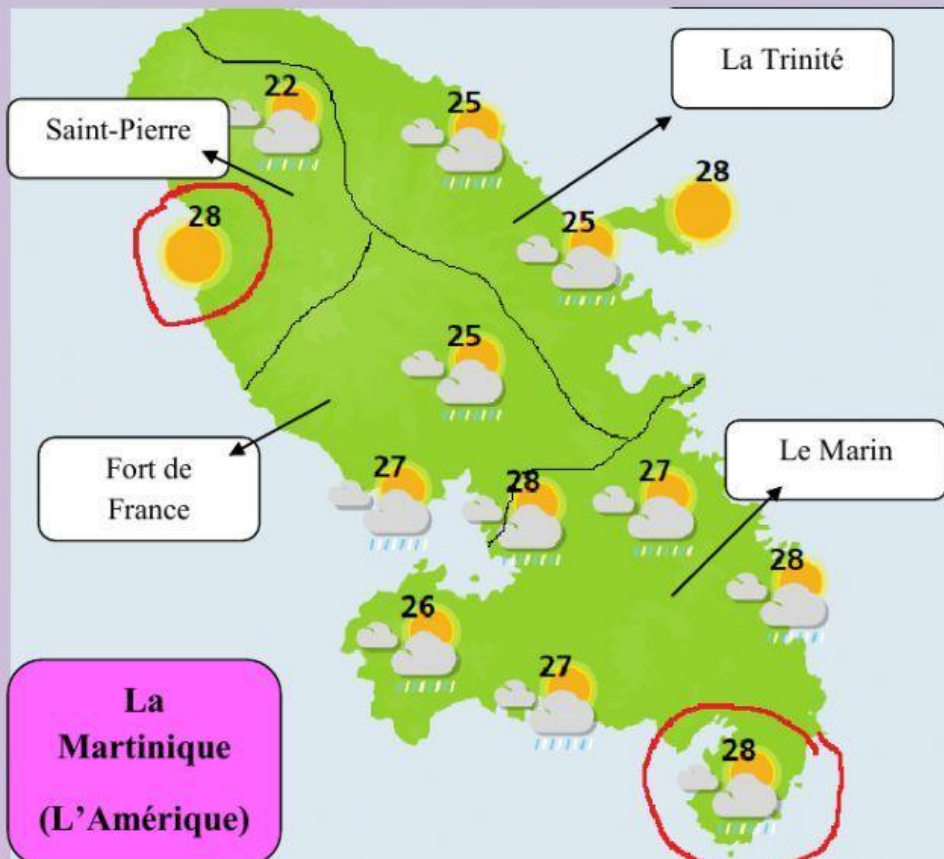 La Trinité
22
25
Saint-Pierre
28
28
25
25
Le Marin
Fort de
France
27
28
27
28
26
27
28
La
Martinique
(L'Amérique)